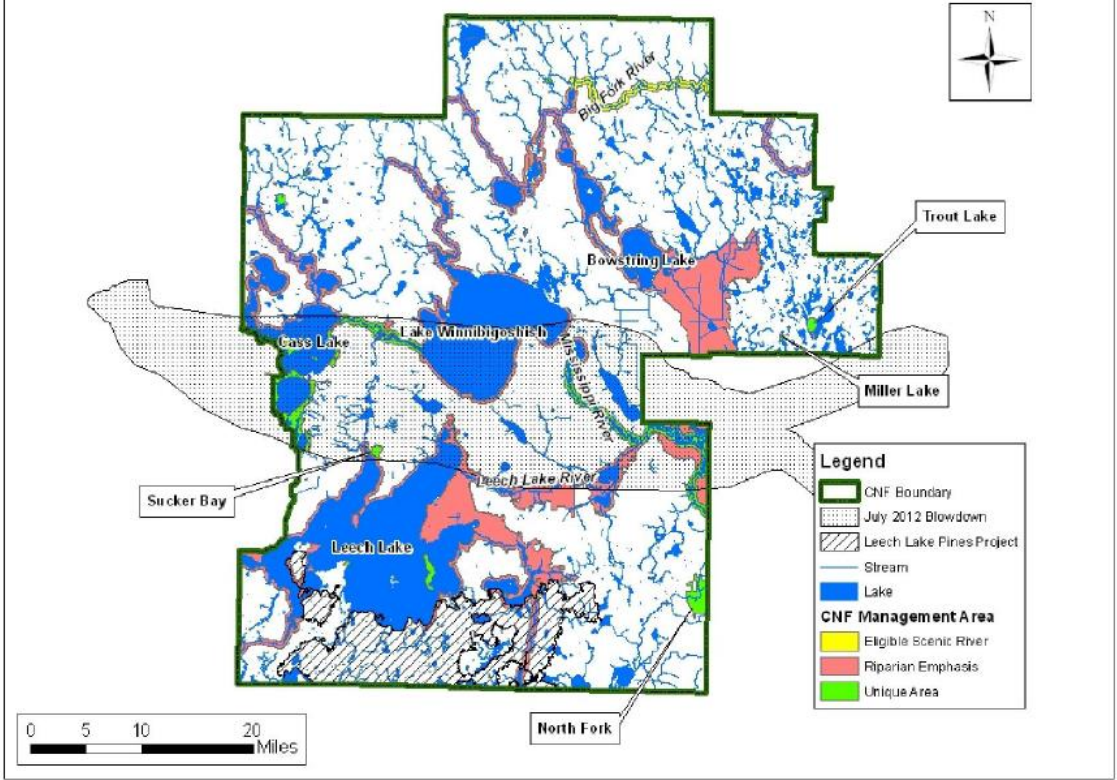 N
Big Fork River
Trout Lake
Bowstring Lake
Lake Winnibigoshish
Cass Lake
Mississippi River
Miller Lake
Leech Lake River
Sucker Bay
Leech Lake
North Fork
Legend
CNF Boundary
July 2012 Blowdown
Leech Lake Pines Project
Stream
Lake
CNF Management Area
Eligible Scenic River
Riparian Emphasis
Unique Area
0 5 10 20
Miles